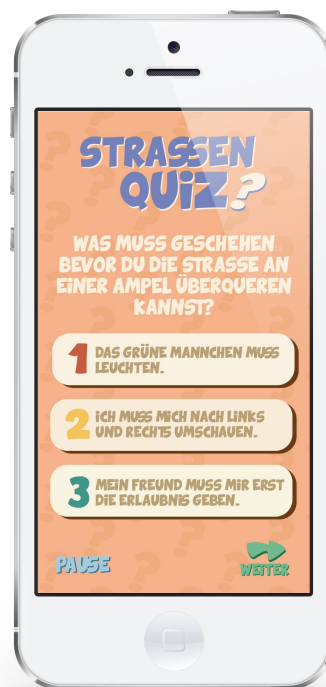 STRASSEN
QUiZ?
WAS MUSS GESCHEHEN
BEVOR DU DiE STRASSE AN
EiNER AMPEL ÜBERQUEREN
KANNST?
1 DAS GRÜNE MANNCHEN MUSS
LEUCHTEN.
2 iCH MUSS MiCH NACH LiNKS
UND RECHTS UMSCHAUEN.
3 MEiN FREUND MUSS MiR ERST
DiE ERLAUBNiS GEBEN.
PAUSE
WEiTER